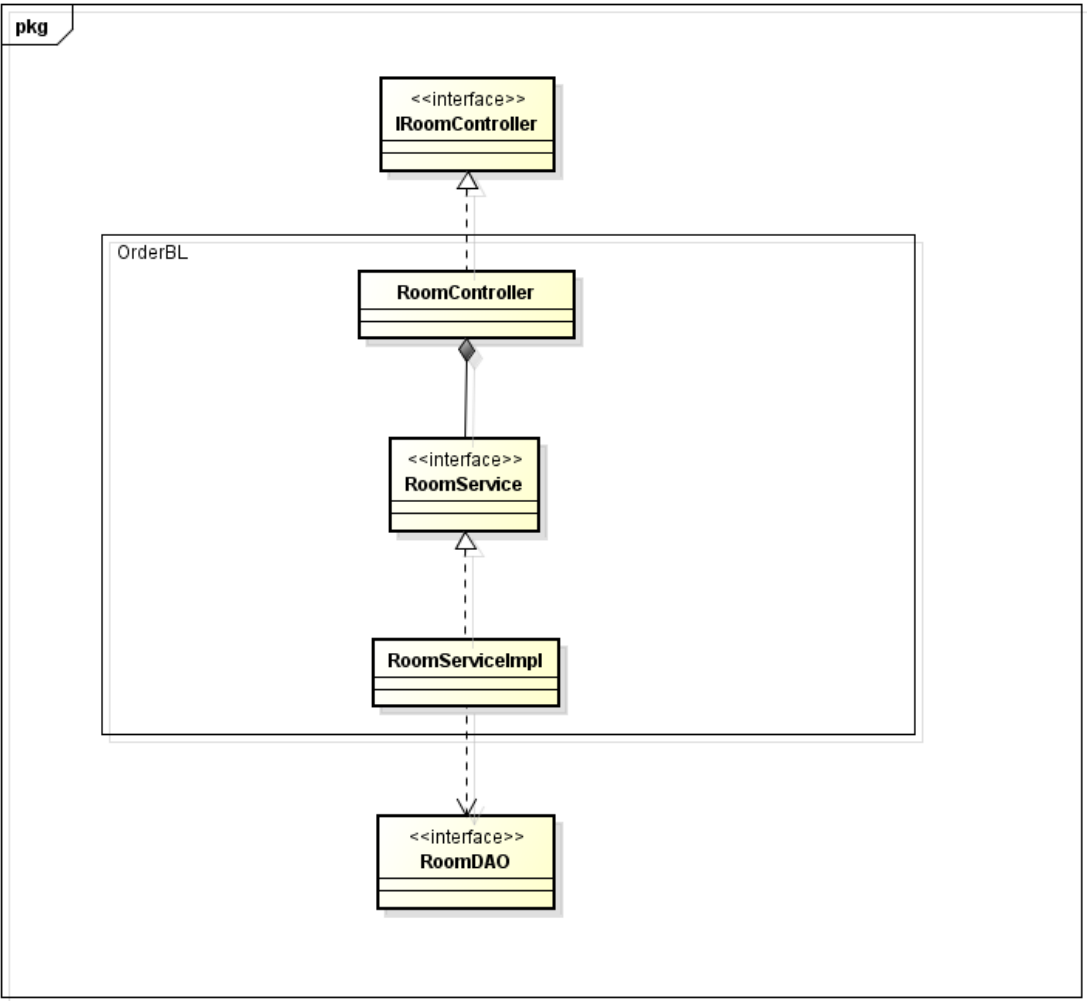 pkg
<<interface>>
IRoomController
OrderBL
RoomController
<<interface>>
RoomService
RoomServiceImpl
<<interface>>
RoomDAO